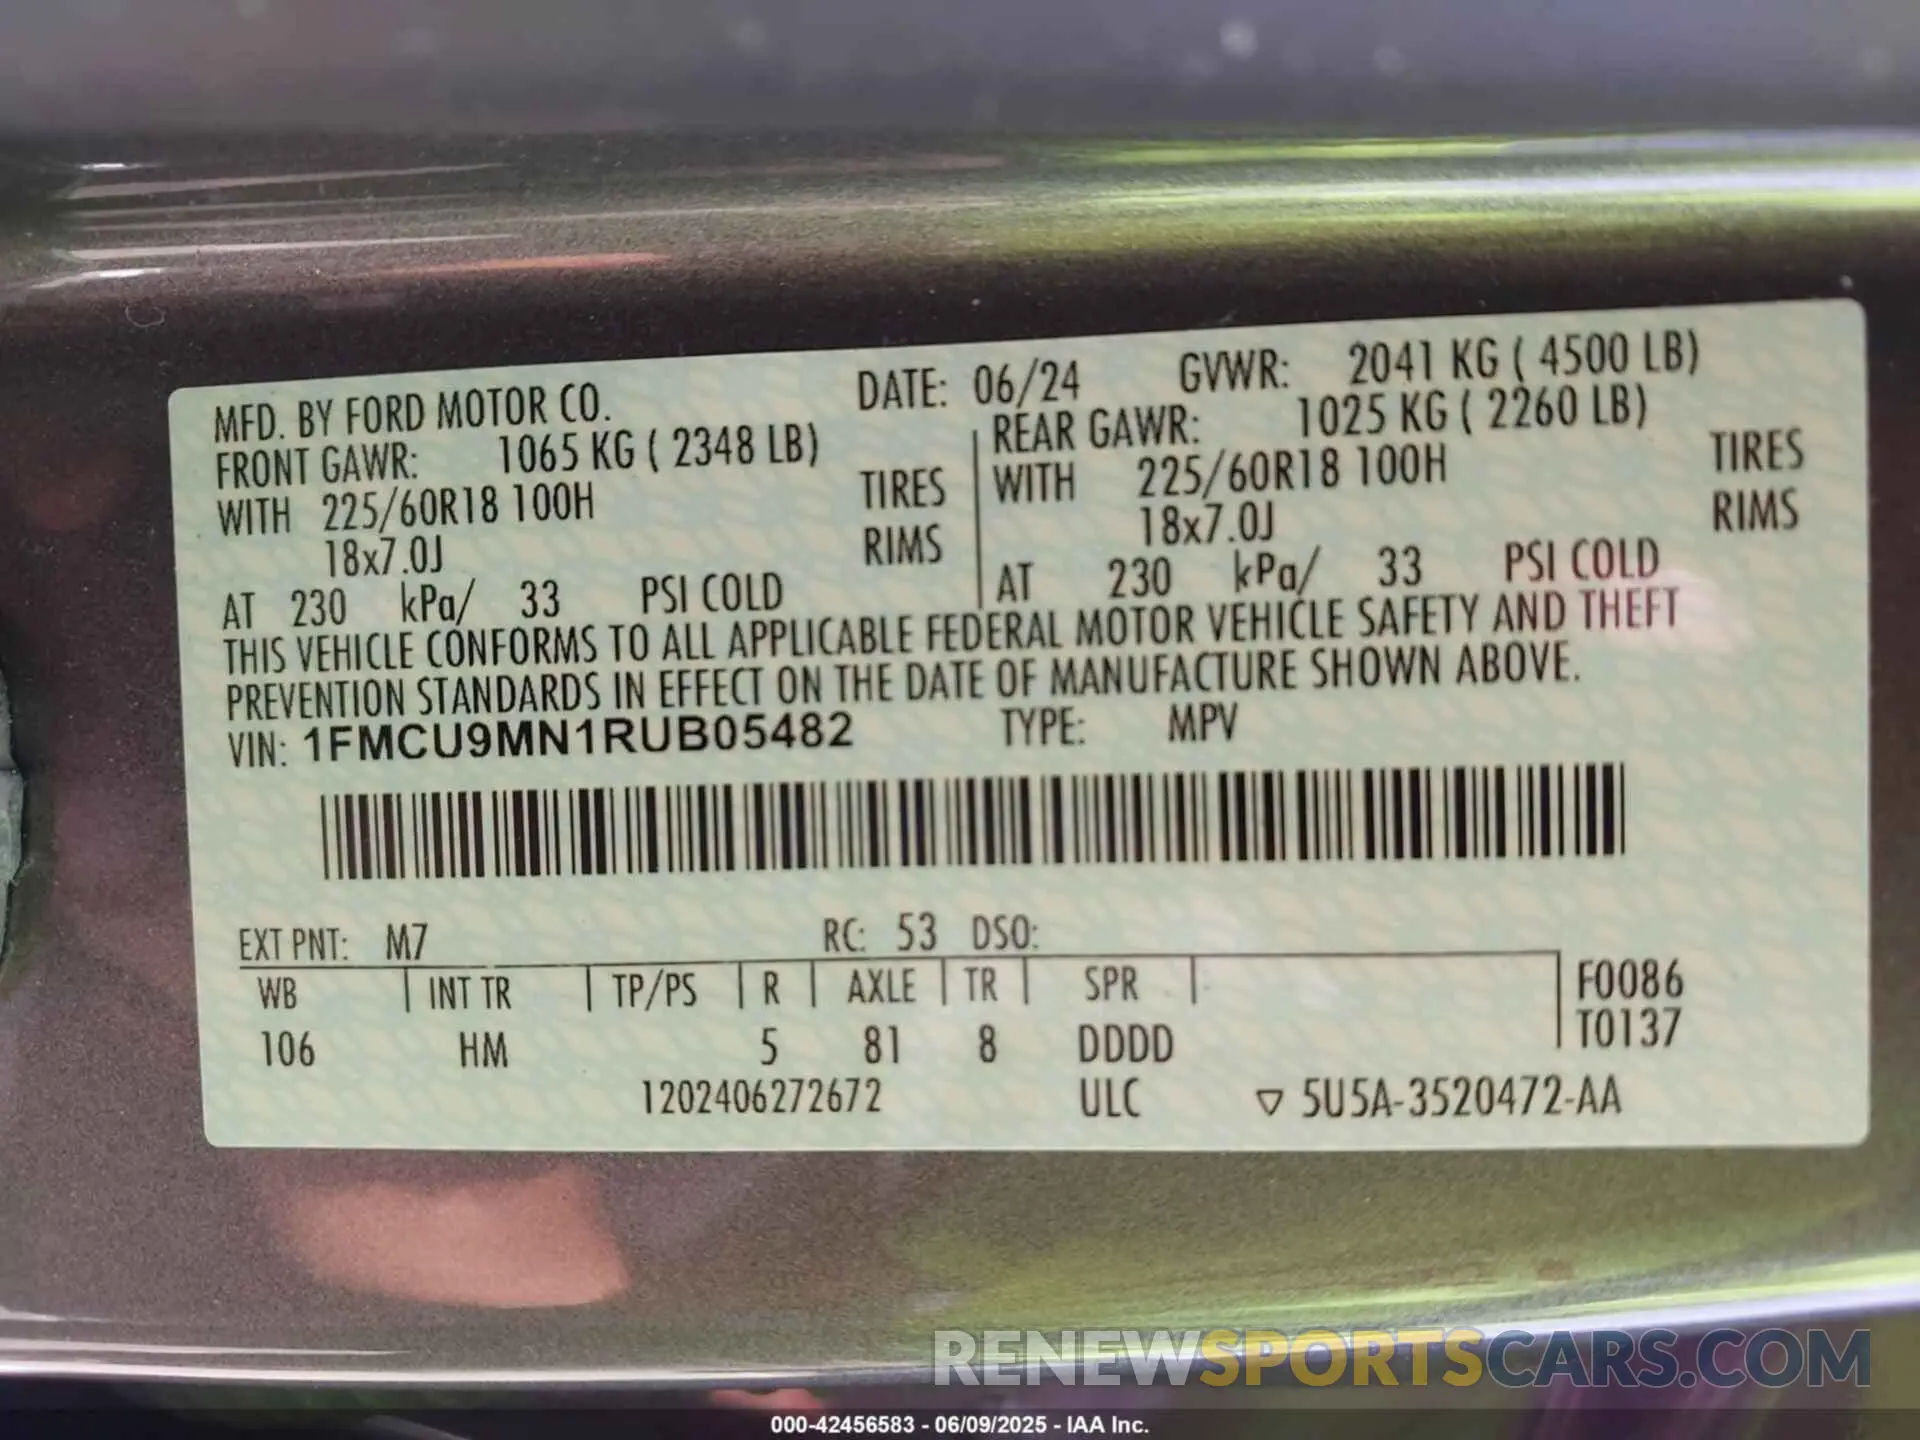 MFD. BY FORD MOTOR CO. DATE: 06/24 GVWR: 2041 KG ( 4500 LB)
FRONT GAWR: 1065 KG ( 2348 LB) REAR GAWR: 1025 KG ( 2260 LB)
WITH 225/60R18 100H TIRES WITH 225/60R18 100H TIRES
18x7.0J RIMS 18x7.0J RIMS
AT 230 kPa/ 33 PSI COLD AT 230 kPa/ 33 PSI COLD
THIS VEHICLE CONFORMS TO ALL APPLICABLE FEDERAL MOTOR VEHICLE SAFETY AND THEFT
PREVENTION STANDARDS IN EFFECT ON THE DATE OF MANUFACTURE SHOWN ABOVE.
VIN: 1FMCU9MN1RUB05482 TYPE: MPV
EXT PNT: M7 RC: 53 DSO:
WB INT TR TP/PS R AXLE TR SPR F0086
106 HM 5 81 8 DDDD T0137
1202406272672 ULC ▽ 5U5A-3520472-AA
RENEWSPORTSCARS.COM
000-42456583 - 06/09/2025 - IAA Inc.